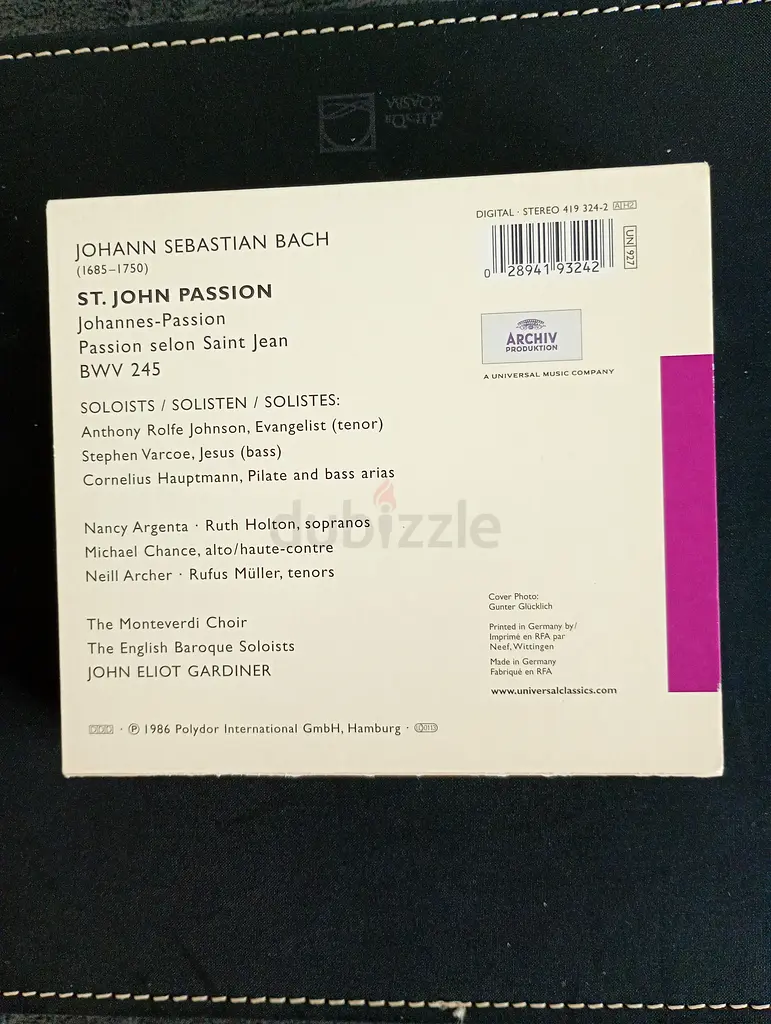 JOHANN SEBASTIAN BACH
(1685–1750)
ST. JOHN PASSION
Johannes-Passion
Passion selon Saint Jean
BWV 245
SOLOISTS / SOLISTEN / SOLISTES:
Anthony Rolfe Johnson, Evangelist (tenor)
Stephen Varcoe, Jesus (bass)
Cornelius Hauptmann, Pilate and bass arias
Nancy Argenta · Ruth Holton, sopranos
Michael Chance, alto/haute-contre
Neill Archer · Rufus Müller, tenors
The Monteverdi Choir
The English Baroque Soloists
JOHN ELIOT GARDINER
DDD · ℗ 1986 Polydor International GmbH, Hamburg ·
DIGITAL · STEREO 419 324-2 AIH2
UN 927
0 28941 93242
ARCHIV
PRODUKTION
A UNIVERSAL MUSIC COMPANY
Cover Photo:
Gunter Glücklich
Printed in Germany by/
Imprimé en RFA par
Neef, Wittingen
Made in Germany
Fabriqué en RFA
www.universalclassics.com
dubizzle